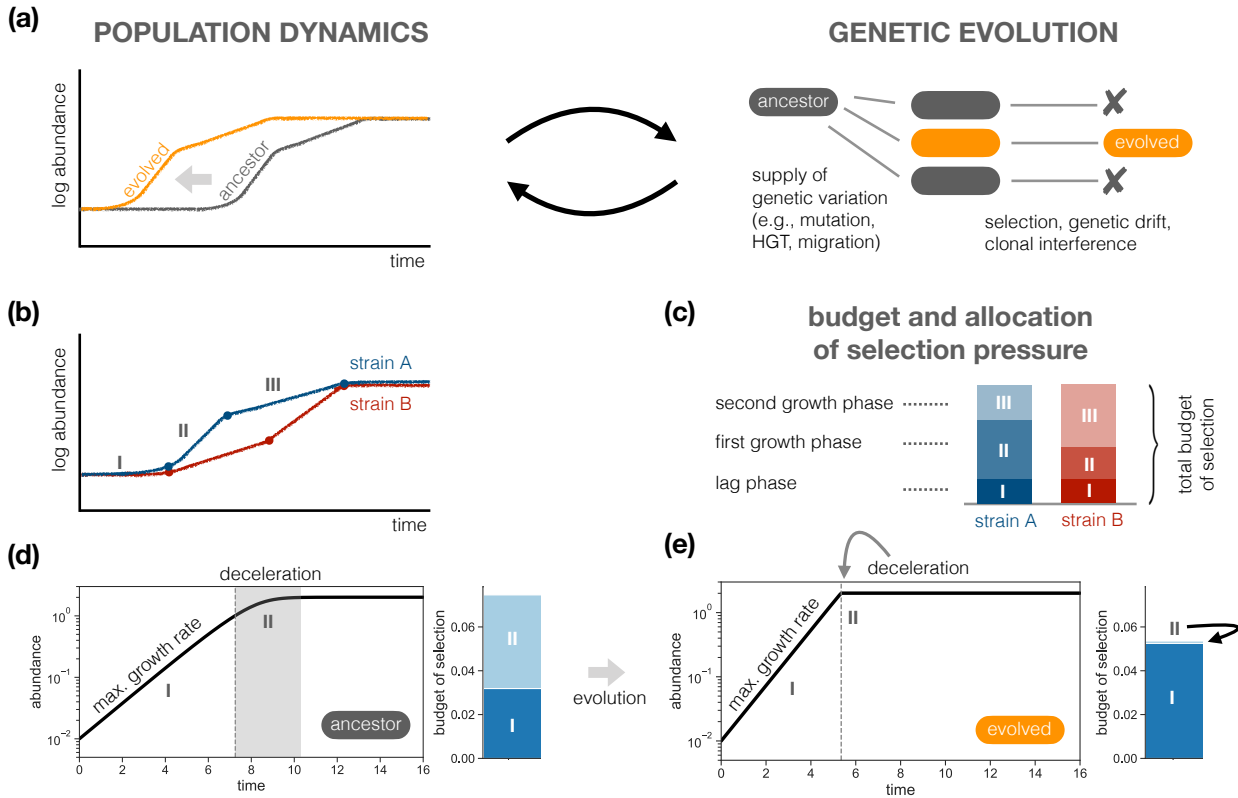 (a)
POPULATION DYNAMICS
log abundance
evolved
ancestor
time
GENETIC EVOLUTION
ancestor
evolved
supply of
genetic variation
(e.g., mutation,
HGT, migration)
selection, genetic drift,
clonal interference
(b)
log abundance
I
II
III
strain A
strain B
time
(c)
budget and allocation
of selection pressure
second growth phase
first growth phase
lag phase
III
II
I
III
II
I
strain A
strain B
total budget
of selection
(d)
deceleration
abundance
10⁰
10⁻¹
10⁻²
max. growth rate
I
II
ancestor
0 2 4 6 8 10 12 14 16
time
budget of selection
0.06
0.04
0.02
0.00
II
I
evolution
(e)
deceleration
abundance
10⁰
10⁻¹
10⁻²
max. growth rate
I
II
evolved
0 2 4 6 8 10 12 14 16
time
budget of selection
0.06
0.04
0.02
0.00
II
I